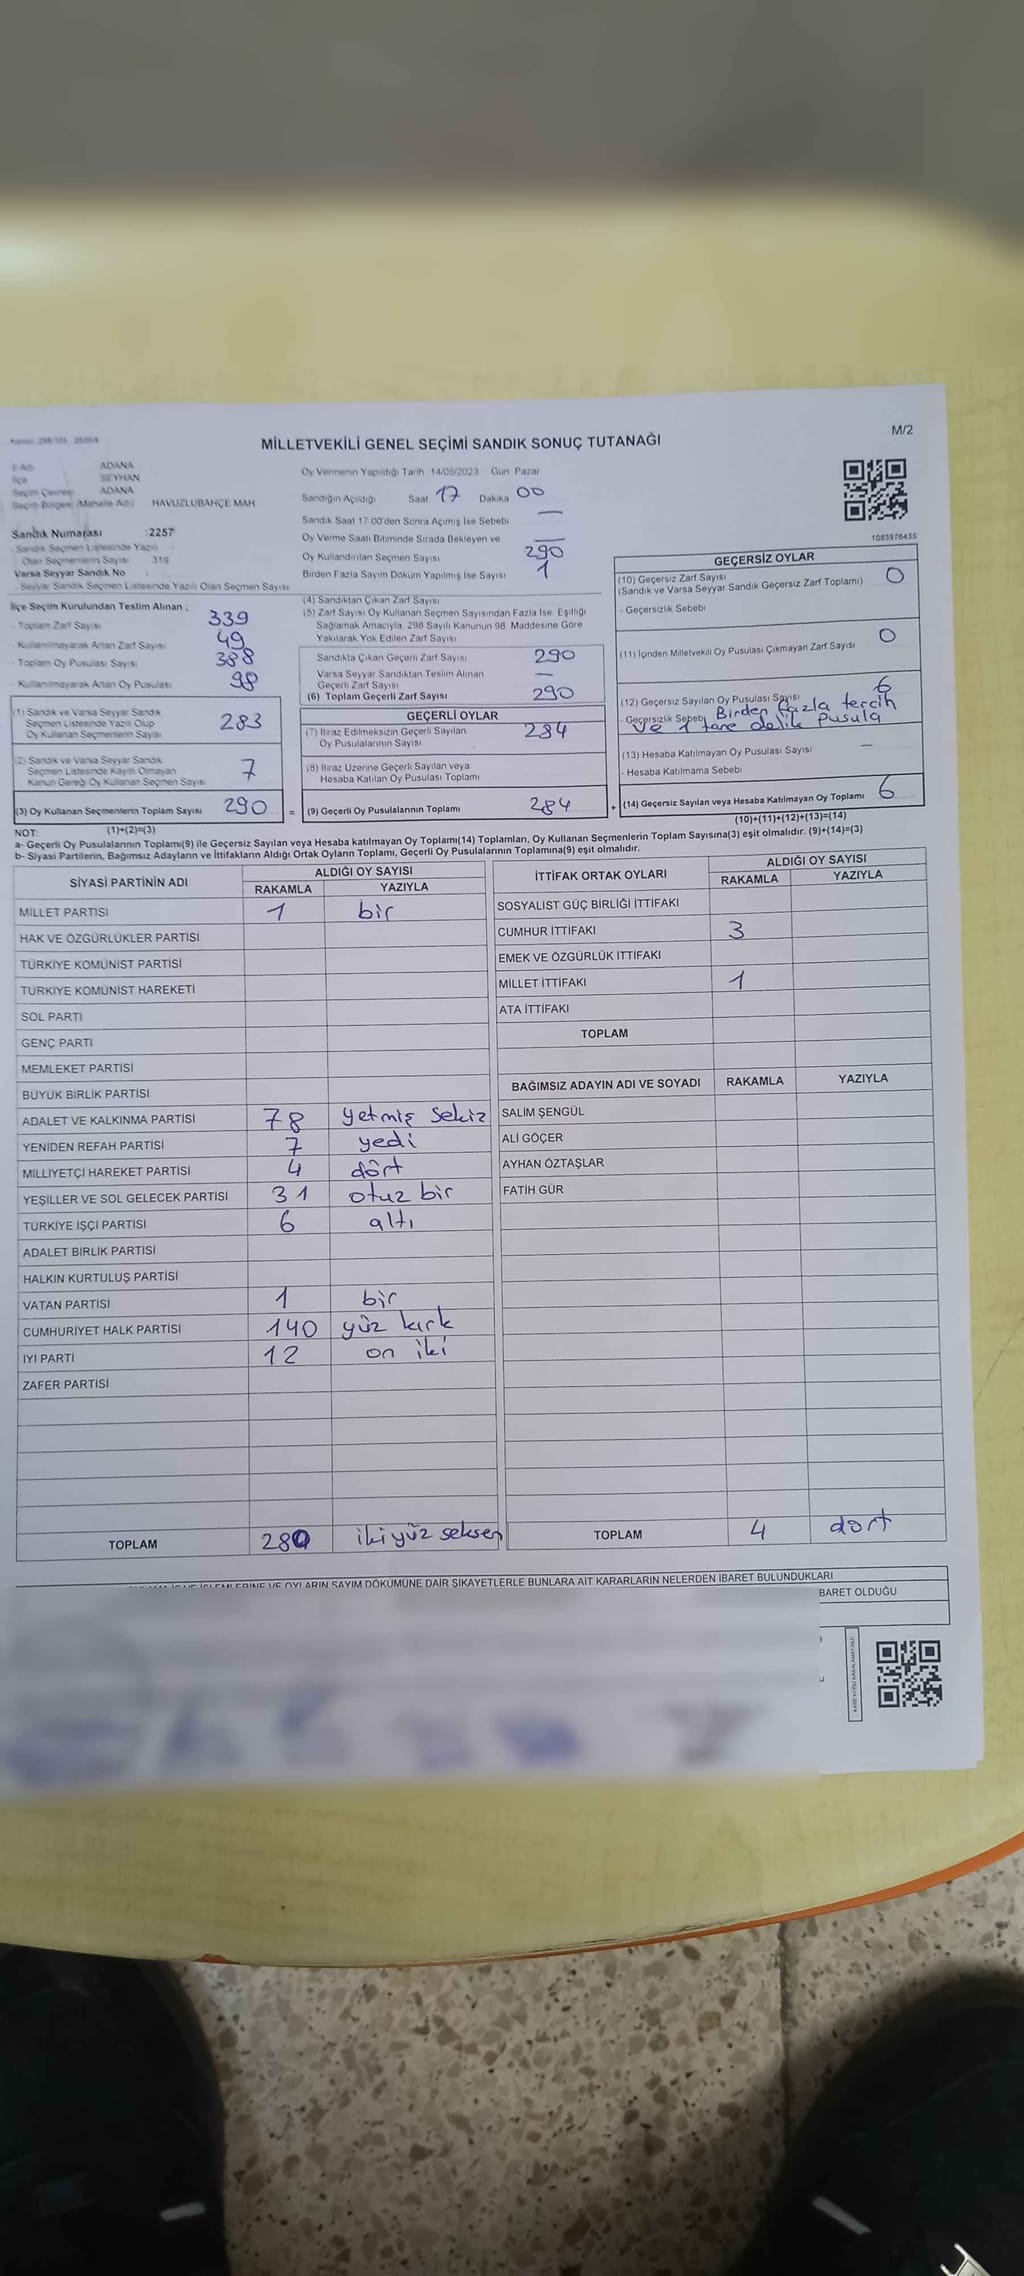 M/2
MİLLETVEKİLİ GENEL SEÇİMİ SANDIK SONUÇ TUTANAĞI
İl Adı ADANA
İlçe SEYHAN
Seçim Çevresi ADANA
Seçim Bölgesi (Mahalle Adı) HAVUZLUBAHÇE MAH
Sandık Numarası :2257
Sandık Seçmen Listesinde Yazılı
Olan Seçmenlerin Sayısı 319
Varsa Seyyar Sandık No
Seyyar Sandık Seçmen Listesinde Yazılı Olan Seçmen Sayısı
Oy Vermenin Yapıldığı Tarih 14/05/2023 Gün Pazar
Sandığın Açıldığı Saat 17 Dakika 00
Sandık Saat 17 00'den Sonra Açımış İse Sebebi —
Oy Verme Saati Bitiminde Sırada Bekleyen ve —
Oy Kullandırılan Seçmen Sayısı 290
Birden Fazla Sayım Döküm Yapılmış İse Sayısı 1
1083576435
İlçe Seçim Kurulundan Teslim Alınan ;
- Toplam Zarf Sayısı 339
- Kullanılmayarak Artan Zarf Sayısı 49
- Toplam Oy Pusulası Sayısı 388
- Kullanılmayarak Artan Oy Pusulası 98
(1) Sandık ve Varsa Seyyar Sandık
Seçmen Listesinde Yazılı Olup
Oy Kullanan Seçmenlerin Sayısı 283
(2) Sandık ve Varsa Seyyar Sandık
Seçmen Listesinde Kayıtlı Olmayan
Kanun Gereği Oy Kullanan Seçmen Sayısı 7
(3) Oy Kullanan Seçmenlerin Toplam Sayısı 290 =
(4) Sandıktan Çıkan Zarf Sayısı
(5) Zarf Sayısı Oy Kullanan Seçmen Sayısından Fazla İse, Eşitliği
Sağlamak Amacıyla, 298 Sayılı Kanunun 98. Maddesine Göre
Yakılarak Yok Edilen Zarf Sayısı
Sandıkta Çıkan Geçerli Zarf Sayısı 290
Varsa Seyyar Sandıktan Teslim Alınan
Geçerli Zarf Sayısı —
(6) Toplam Geçerli Zarf Sayısı 290
GEÇERLİ OYLAR
(7) İtiraz Edilmeksizin Geçerli Sayılan
Oy Pusulalarının Sayısı 284
(8) İtiraz Üzerine Geçerli Sayılan veya
Hesaba Katılan Oy Pusulası Toplamı
(9) Geçerli Oy Pusulalarının Toplamı 284 +
GEÇERSİZ OYLAR
(10) Geçersiz Zarf Sayısı 0
(Sandık ve Varsa Seyyar Sandık Geçersiz Zarf Toplamı)
- Geçersizlik Sebebi
(11) İçinden Milletvekili Oy Pusulası Çıkmayan Zarf Sayısı 0
(12) Geçersiz Sayılan Oy Pusulası Sayısı 6
- Geçersizlik Sebebi Birden fazla tercih
ve 1 tane delik pusula
(13) Hesaba Katılmayan Oy Pusulası Sayısı —
- Hesaba Katılmama Sebebi
(14) Geçersiz Sayılan veya Hesaba Katılmayan Oy Toplamı 6
(10)+(11)+(12)+(13)=(14)
NOT: (1)+(2)=(3)
a- Geçerli Oy Pusulalarının Toplamı(9) ile Geçersiz Sayılan veya Hesaba Katılmayan Oy Toplamı(14) Toplamları, Oy Kullanan Seçmenlerin Toplam Sayısına(3) eşit olmalıdır. (9)+(14)=(3)
b- Siyasi Partilerin, Bağımsız Adayların ve İttifakların Aldığı Ortak Oyların Toplamı, Geçerli Oy Pusulalarının Toplamına(9) eşit olmalıdır.
SİYASİ PARTİNİN ADI ALDIĞI OY SAYISI
RAKAMLA YAZIYLA
MİLLET PARTİSİ 1 bir
HAK VE ÖZGÜRLÜKLER PARTİSİ
TÜRKİYE KOMÜNİST PARTİSİ
TÜRKİYE KOMÜNİST HAREKETİ
SOL PARTİ
GENÇ PARTİ
MEMLEKET PARTİSİ
BÜYÜK BİRLİK PARTİSİ
ADALET VE KALKINMA PARTİSİ 78 yetmiş sekiz
YENİDEN REFAH PARTİSİ 7 yedi
MİLLİYETÇİ HAREKET PARTİSİ 4 dört
YEŞİLLER VE SOL GELECEK PARTİSİ 31 otuz bir
TÜRKİYE İŞÇİ PARTİSİ 6 altı
ADALET BİRLİK PARTİSİ
HALKIN KURTULUŞ PARTİSİ
VATAN PARTİSİ 1 bir
CUMHURİYET HALK PARTİSİ 140 yüz kırk
İYİ PARTİ 12 on iki
ZAFER PARTİSİ
TOPLAM 280 ikiyüz seksen
İTTİFAK ORTAK OYLARI ALDIĞI OY SAYISI
RAKAMLA YAZIYLA
SOSYALİST GÜÇ BİRLİĞİ İTTİFAKI
CUMHUR İTTİFAKI 3
EMEK VE ÖZGÜRLÜK İTTİFAKI
MİLLET İTTİFAKI 1
ATA İTTİFAKI
TOPLAM
BAĞIMSIZ ADAYIN ADI VE SOYADI RAKAMLA YAZIYLA
SALİM ŞENGÜL
ALİ GÖÇER
AYHAN ÖZTAŞLAR
FATİH GÜR
TOPLAM 4 dört
VE OYLARIN SAYIM DÖKÜMÜNE DAİR ŞİKAYETLERLE BUNLARA AİT KARARLARIN NELERDEN İBARET BULUNDUKLARI
BARET OLDUĞU